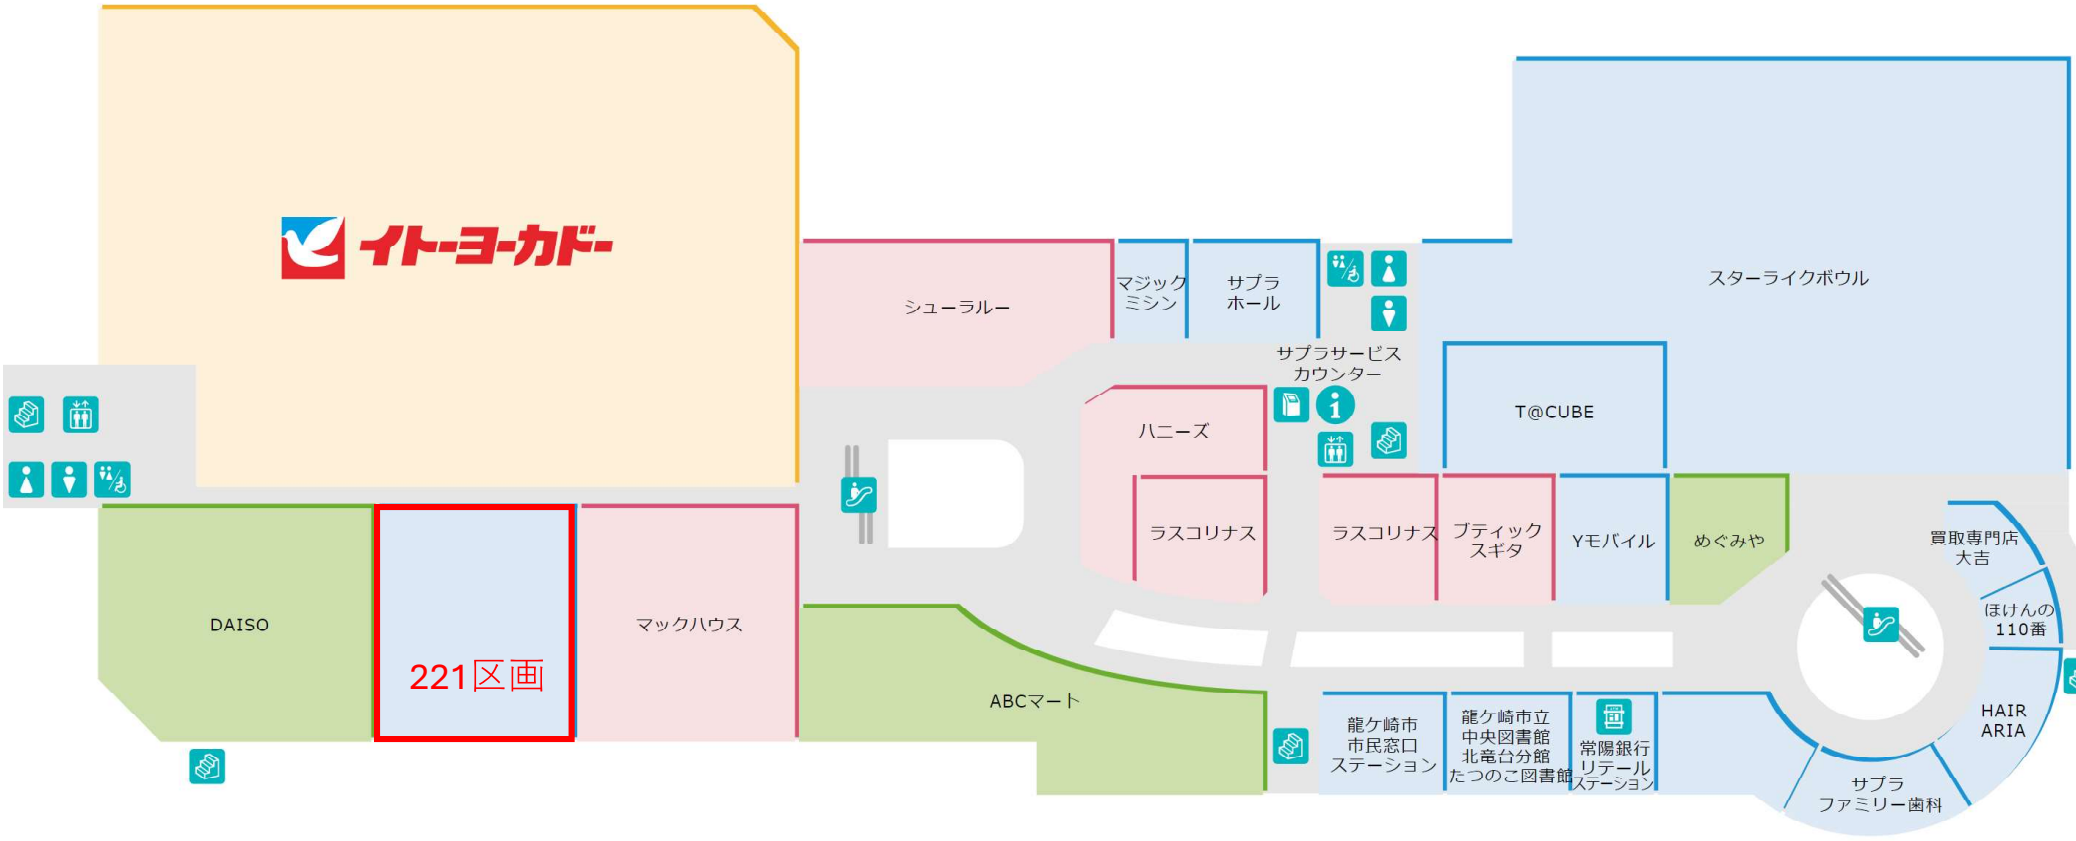 イトーヨーカドー
シューラルー
マジック
ミシン
サプラ
ホール
スターライクボウル
サプラサービス
カウンター
T@CUBE
ハニーズ
ラスコリナス
ラスコリナス
ブティック
スギタ
Yモバイル
めぐみや
買取専門店
大吉
ほけんの
110番
HAIR
ARIA
DAISO
221区画
マックハウス
ABCマート
龍ケ崎市
市民窓口
ステーション
龍ケ崎市立
中央図書館
北竜台分館
たつのこ図書館
常陽銀行
リテール
ステーション
サプラ
ファミリー歯科